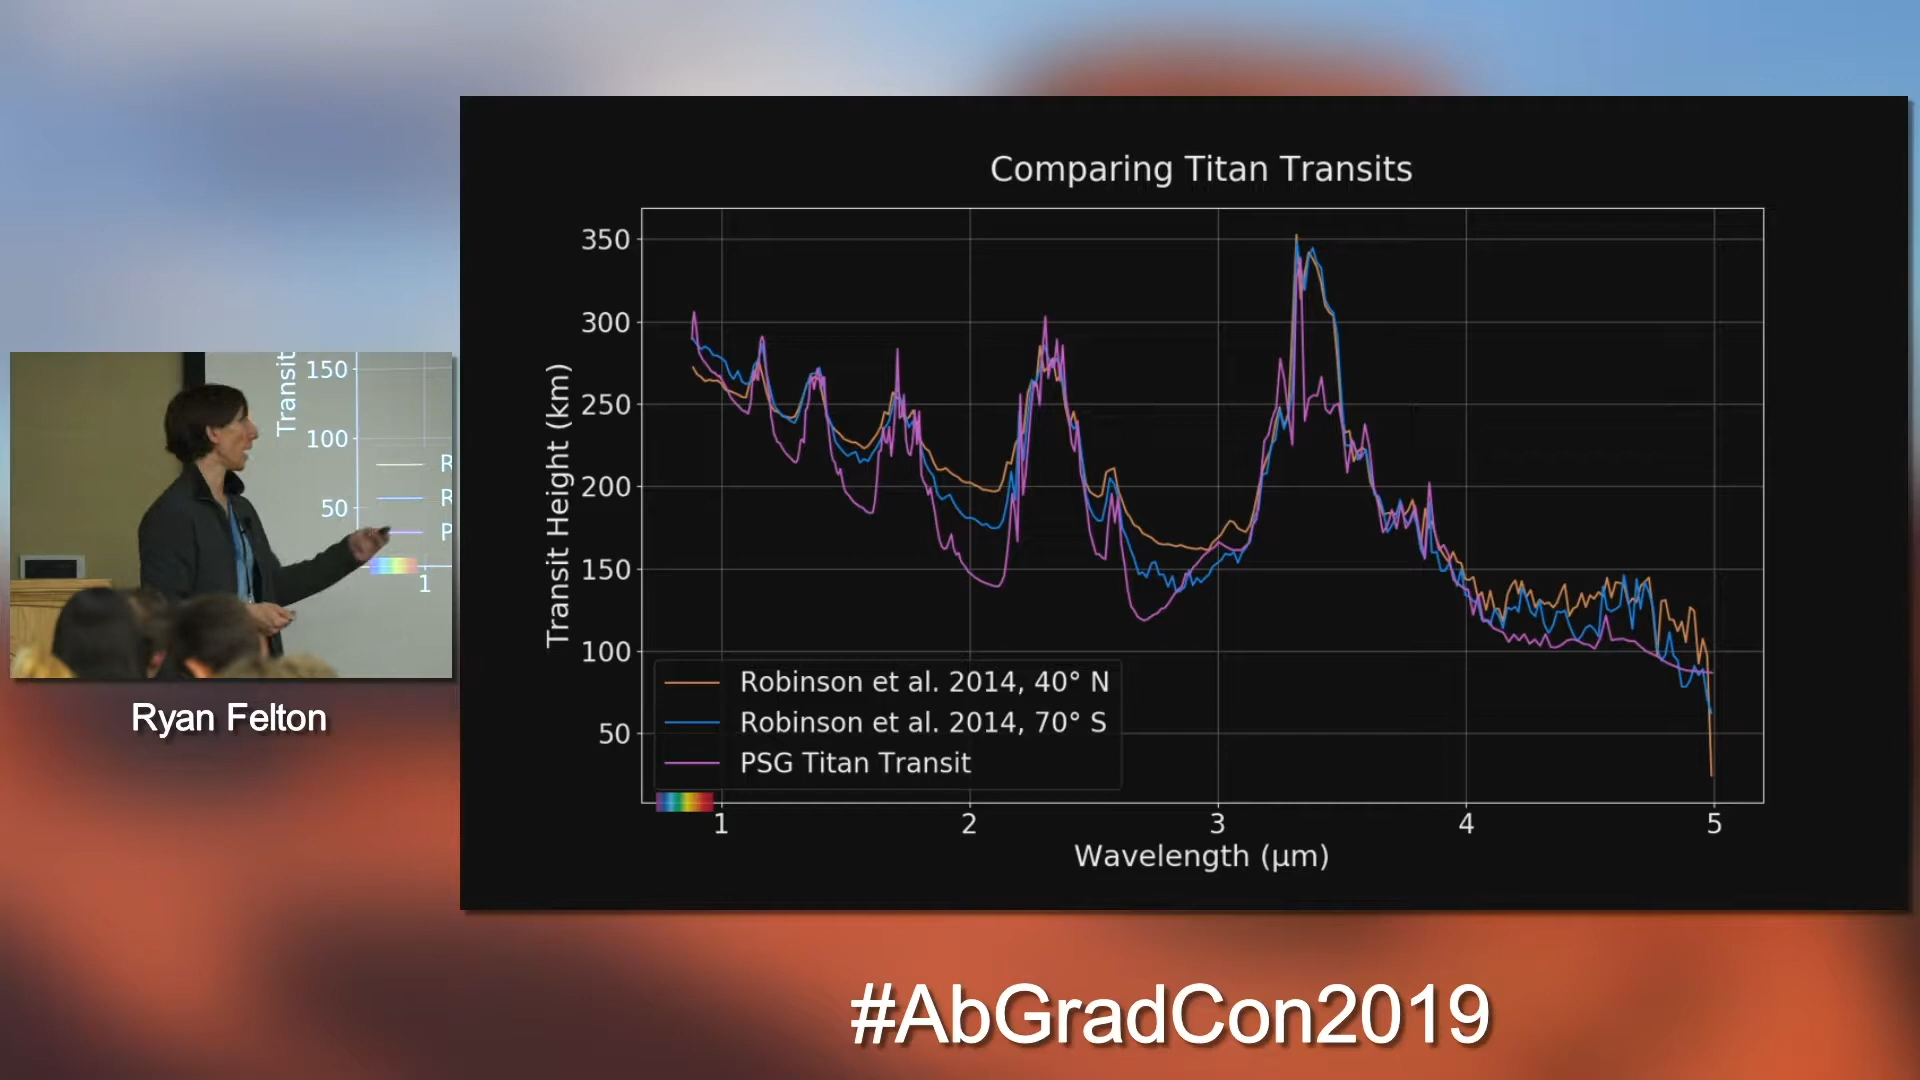 Comparing Titan Transits
350
300
250
200
150
100
50
Transit Height (km)
Robinson et al. 2014, 40° N
Robinson et al. 2014, 70° S
PSG Titan Transit
1 2 3 4 5
Wavelength (μm)
Transit
150
100
50
R
R
P
1
Ryan Felton
#AbGradCon2019